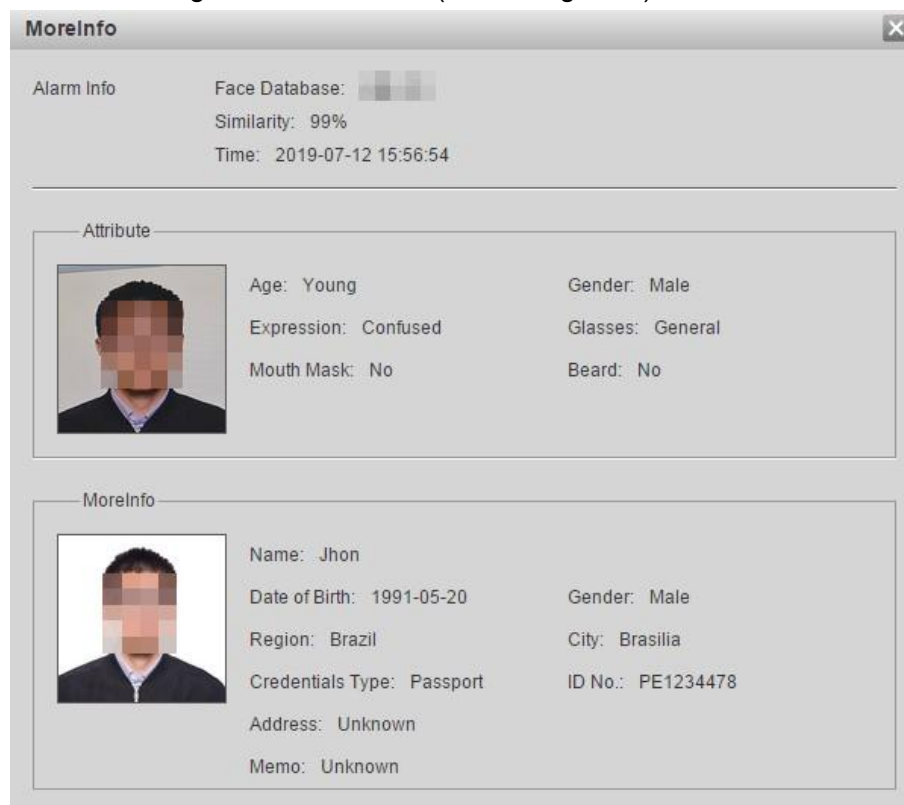 MoreInfo
Alarm Info Face Database:
Similarity: 99%
Time: 2019-07-12 15:56:54
Attribute
Age: Young Gender: Male
Expression: Confused Glasses: General
Mouth Mask: No Beard: No
MoreInfo
Name: Jhon
Date of Birth: 1991-05-20 Gender: Male
Region: Brazil City: Brasilia
Credentials Type: Passport ID No.: PE1234478
Address: Unknown
Memo: Unknown